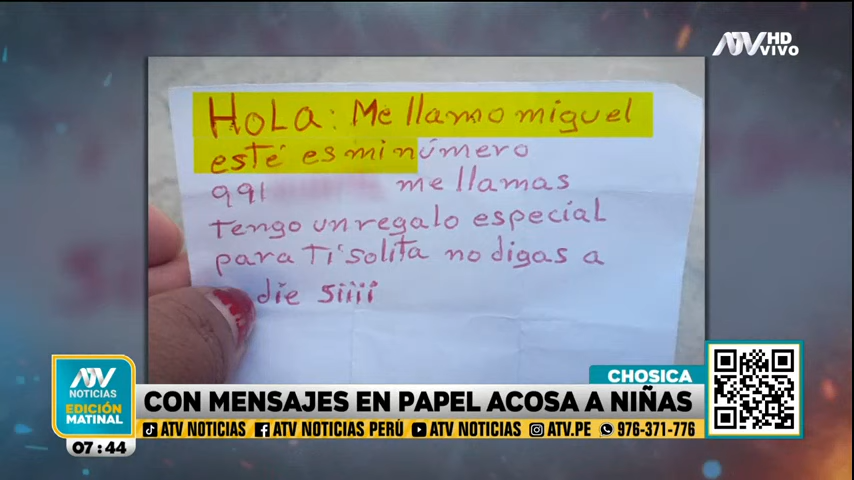 ATV HD
VIVO
HOLA: Me llamo miguel
esté es mi número
991 me llamas
Tengo un regalo especial
para Ti solita no digas a
die siiii
CHOSICA
ATV
NOTICIAS
EDICIÓN
MATINAL
07:44
CON MENSAJES EN PAPEL ACOSA A NIÑAS
ATV NOTICIAS ATV NOTICIAS PERÚ ATV NOTICIAS ATV.PE 976-371-776